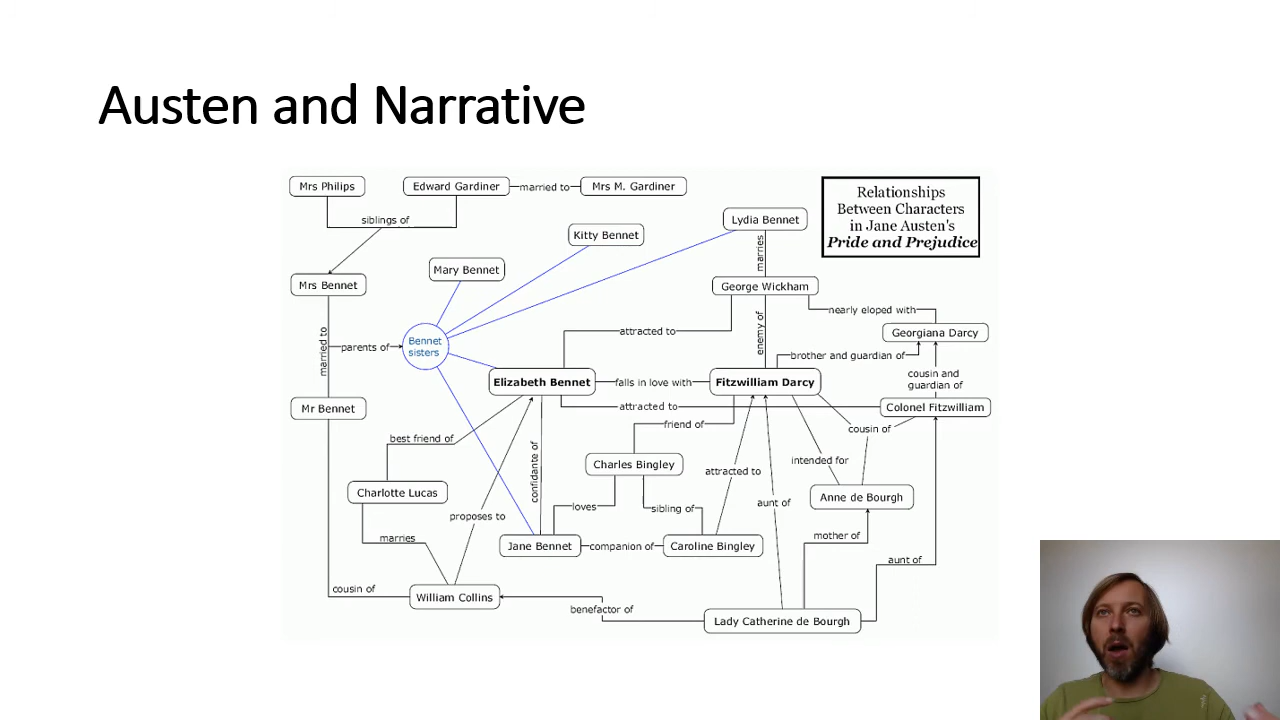 Austen and Narrative
Mrs Philips
Edward Gardiner
married to
Mrs M. Gardiner
Relationships
Between Characters
in Jane Austen's
Pride and Prejudice
siblings of
Lydia Bennet
Kitty Bennet
marries
Mary Bennet
Mrs Bennet
George Wickham
nearly eloped with
married to
parents of
Bennet
sisters
attracted to
enemy of
Georgiana Darcy
brother and guardian of
Elizabeth Bennet
falls in love with
Fitzwilliam Darcy
cousin and
guardian of
Mr Bennet
attracted to
Colonel Fitzwilliam
friend of
cousin of
best friend of
confidante of
Charles Bingley
attracted to
intended for
Charlotte Lucas
Anne de Bourgh
proposes to
loves
sibling of
aunt of
marries
Jane Bennet
companion of
Caroline Bingley
mother of
aunt of
cousin of
William Collins
benefactor of
Lady Catherine de Bourgh